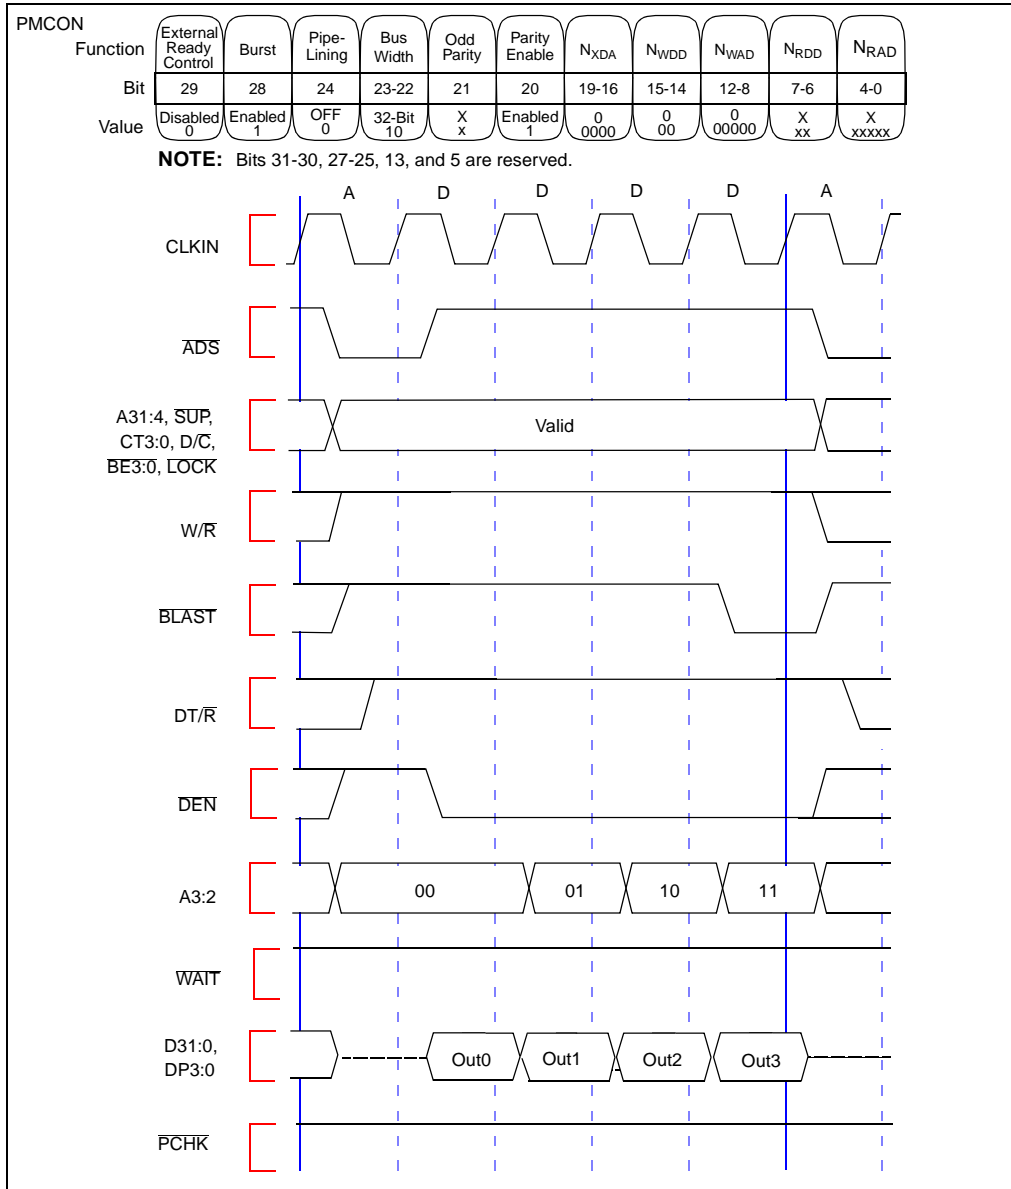 PMCON
Function External Ready Control Burst Pipe-Lining Bus Width Odd Parity Parity Enable NXDA NWDD NWAD NRDD NRAD
Bit 29 28 24 23-22 21 20 19-16 15-14 12-8 7-6 4-0
Value Disabled 0 Enabled 1 OFF 0 32-Bit 10 X x Enabled 1 0 0000 0 00 0 00000 X xx X xxxxx
NOTE: Bits 31-30, 27-25, 13, and 5 are reserved.
A D D D D A
CLKIN
ADS
A31:4, SUP,
CT3:0, D/C,
BE3:0, LOCK
Valid
W/R
BLAST
DT/R
DEN
A3:2 00 01 10 11
WAIT
D31:0,
DP3:0
Out0 Out1 Out2 Out3
PCHK